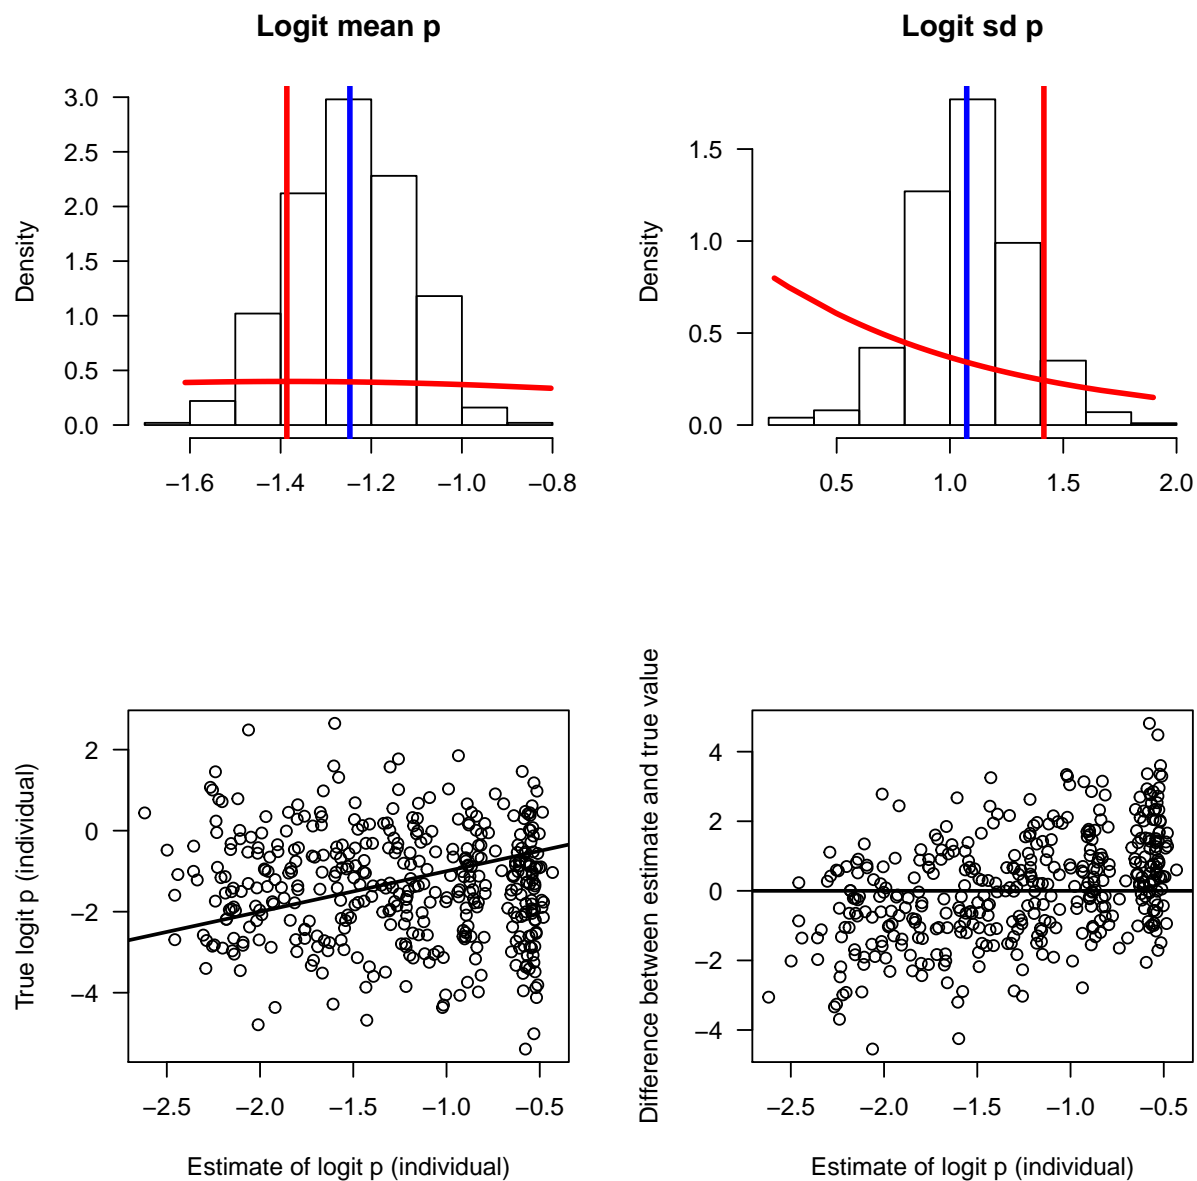 Logit mean p
Density
3.0
2.5
2.0
1.5
1.0
0.5
0.0
−1.6 −1.4 −1.2 −1.0 −0.8
Logit sd p
Density
1.5
1.0
0.5
0.0
0.5 1.0 1.5 2.0
True logit p (individual)
2
0
−2
−4
−2.5 −2.0 −1.5 −1.0 −0.5
Estimate of logit p (individual)
Difference between estimate and true value
4
2
0
−2
−4
−2.5 −2.0 −1.5 −1.0 −0.5
Estimate of logit p (individual)